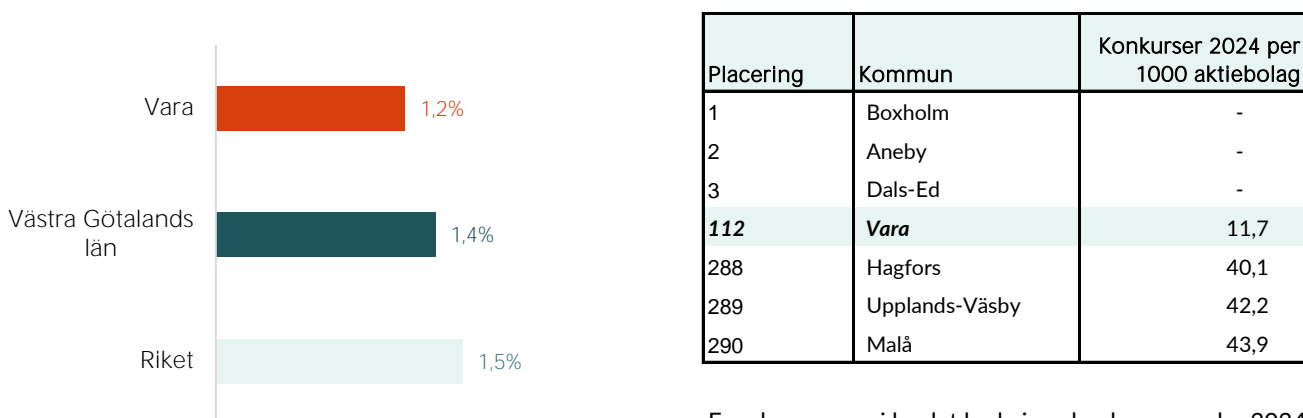 Vara
1,2%
Västra Götalands
län
1,4%
Riket
1,5%
Placering Kommun Konkurser 2024 per
1000 aktiebolag
1 Boxholm -
2 Aneby -
3 Dals-Ed -
112 Vara 11,7
288 Hagfors 40,1
289 Upplands-Väsby 42,2
290 Malå 43,9